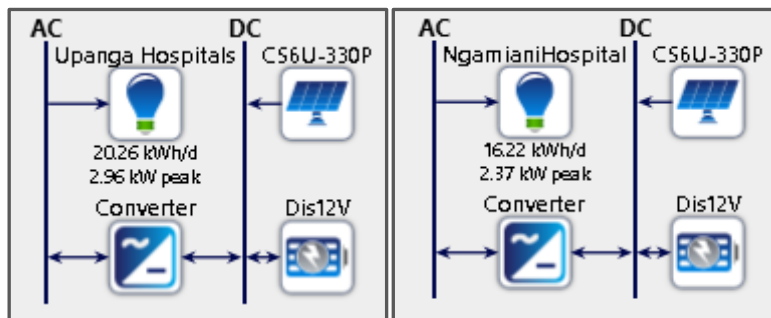 AC DC
Upanga Hospitals CS6U-330P
20.26 kWh/d
2.96 kW peak
Converter Dis12V
AC DC
NgamianiHospital CS6U-330P
16.22 kWh/d
2.37 kW peak
Converter Dis12V